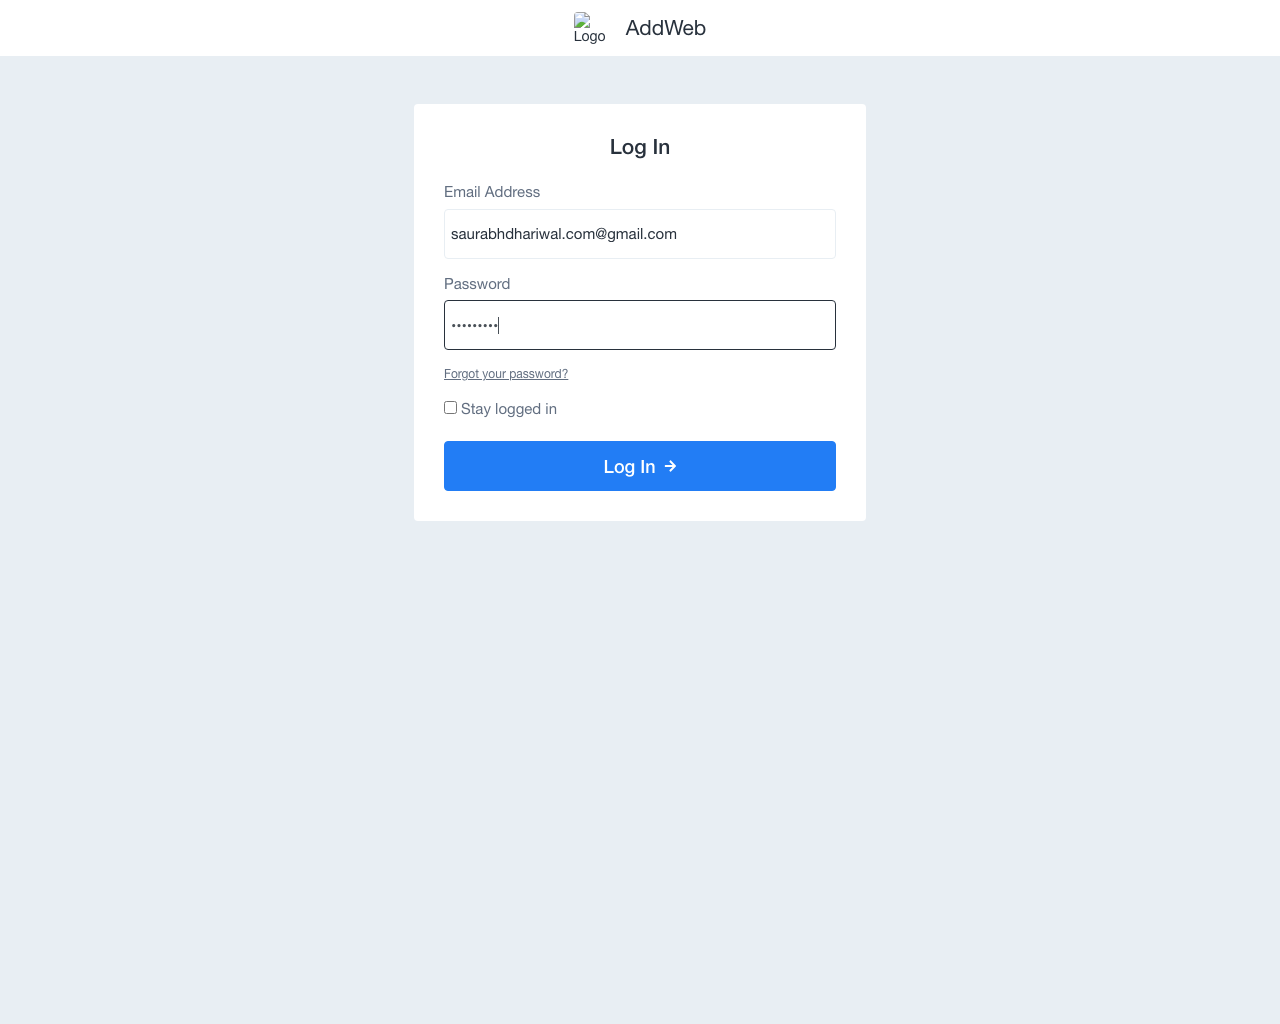 Logo AddWeb
Log In
Email Address
saurabhdhariwal.com@gmail.com
Password
•••••••••
Forgot your password?
Stay logged in
Log In →